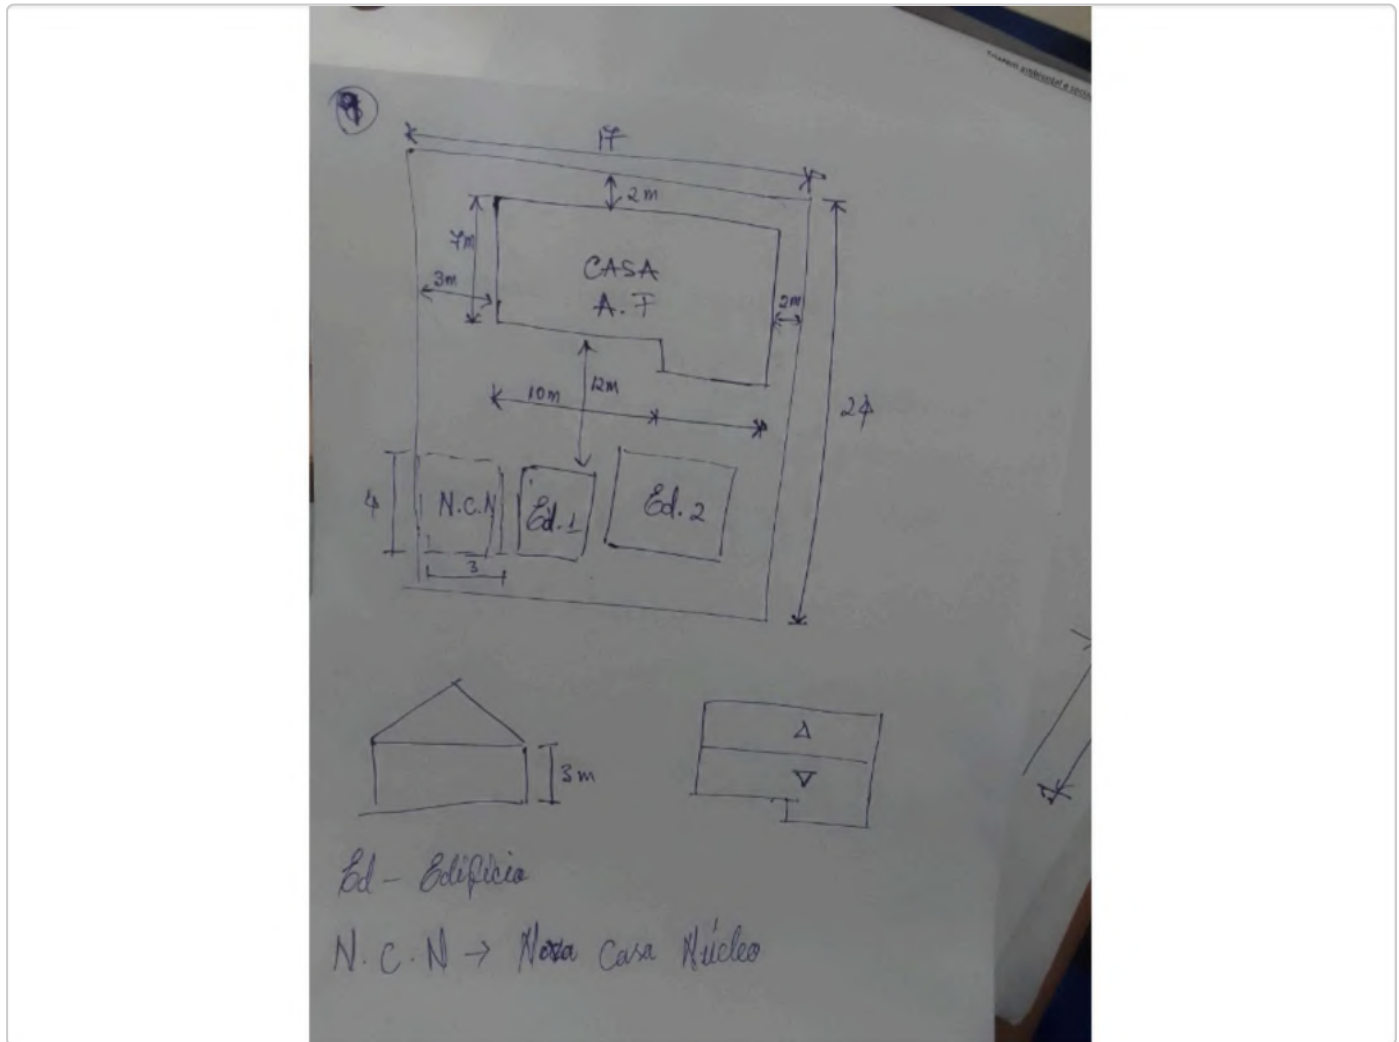 17
2m
7m
CASA
A.F
3m
2m
12m
10m
24
4
N.C.N
Ed.1
Ed.2
3
3m
Ed - Edifício
N.C.N → Nova Casa Núcleo